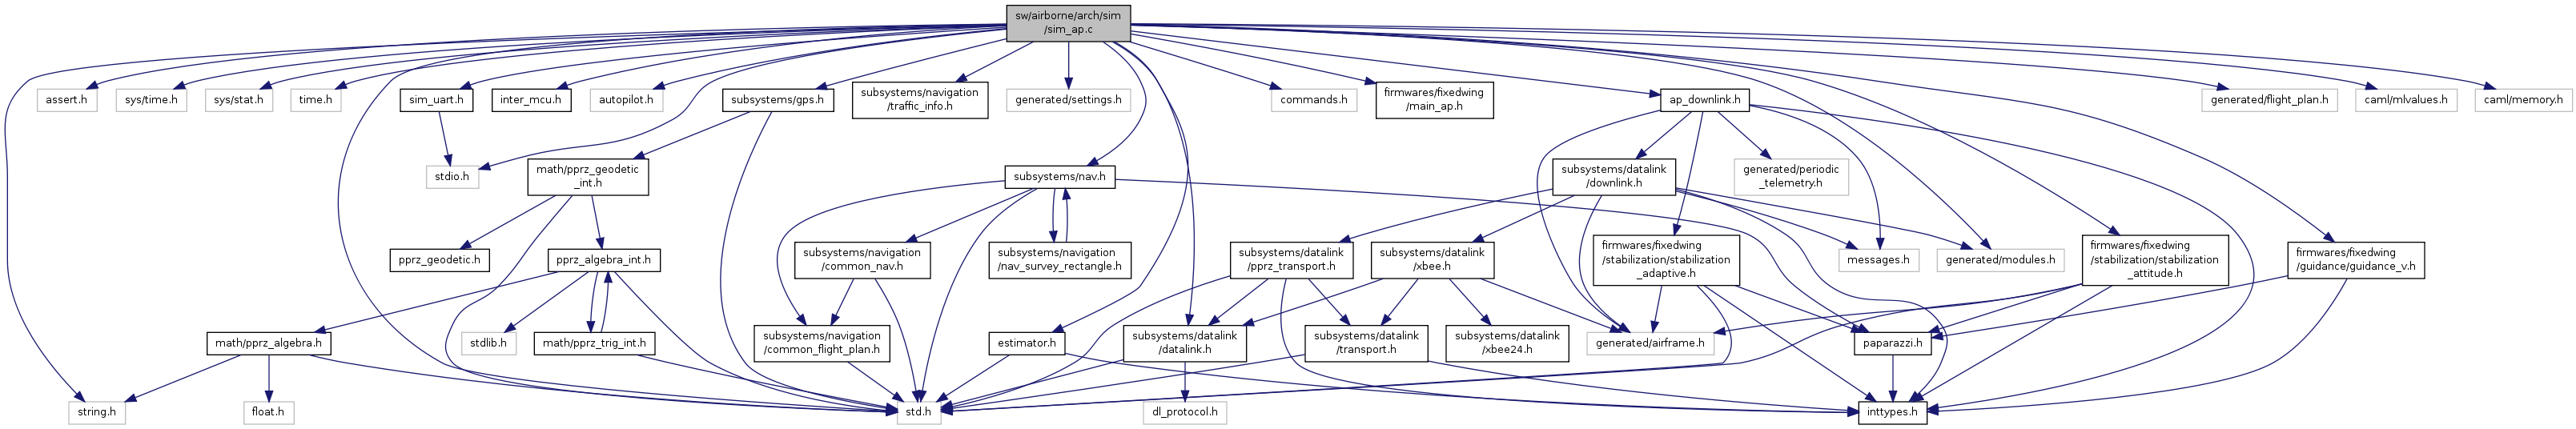 sw/airborne/arch/sim
/sim_ap.c
assert.h
sys/time.h
sys/stat.h
time.h
sim_uart.h
inter_mcu.h
autopilot.h
subsystems/gps.h
subsystems/navigation
/traffic_info.h
generated/settings.h
commands.h
firmwares/fixedwing
/main_ap.h
ap_downlink.h
generated/flight_plan.h
caml/mlvalues.h
caml/memory.h
stdio.h
math/pprz_geodetic
_int.h
subsystems/nav.h
subsystems/datalink
/downlink.h
generated/periodic
_telemetry.h
pprz_geodetic.h
pprz_algebra_int.h
subsystems/navigation
/common_nav.h
subsystems/navigation
/nav_survey_rectangle.h
subsystems/datalink
/pprz_transport.h
subsystems/datalink
/xbee.h
firmwares/fixedwing
/stabilization/stabilization
_adaptive.h
messages.h
generated/modules.h
firmwares/fixedwing
/stabilization/stabilization
_attitude.h
firmwares/fixedwing
/guidance/guidance_v.h
math/pprz_algebra.h
stdlib.h
math/pprz_trig_int.h
subsystems/navigation
/common_flight_plan.h
estimator.h
subsystems/datalink
/datalink.h
subsystems/datalink
/transport.h
subsystems/datalink
/xbee24.h
generated/airframe.h
paparazzi.h
string.h
float.h
std.h
dl_protocol.h
inttypes.h